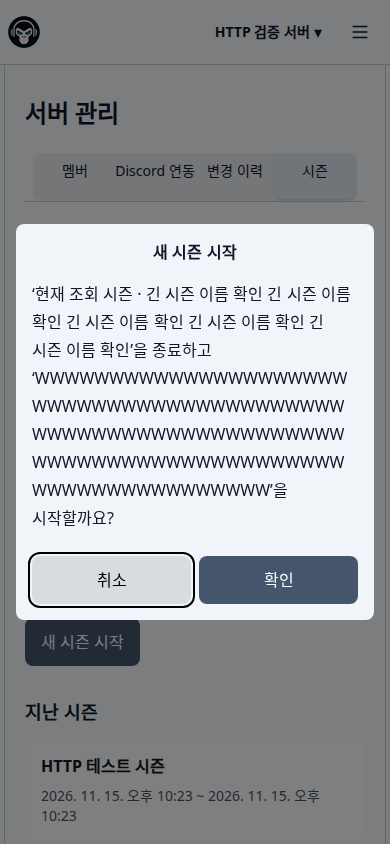 HTTP 검증 서버 ▾
서버 관리
멤버 Discord 연동 변경 이력 시즌
새 시즌 시작
‘현재 조회 시즌 · 긴 시즌 이름 확인 긴 시즌 이름
확인 긴 시즌 이름 확인 긴 시즌 이름 확인 긴
시즌 이름 확인’을 종료하고
‘WWWWWWWWWWWWWWWWWWWWW
WWWWWWWWWWWWWWWWWWWWW
WWWWWWWWWWWWWWWWWWWWW
WWWWWWWWWWWWWWWWWWWWW
WWWWWWWWWWWWWWWW’을
시작할까요?
취소 확인
새 시즌 시작
지난 시즌
HTTP 테스트 시즌
2026. 11. 15. 오후 10:23 ~ 2026. 11. 15. 오후
10:23